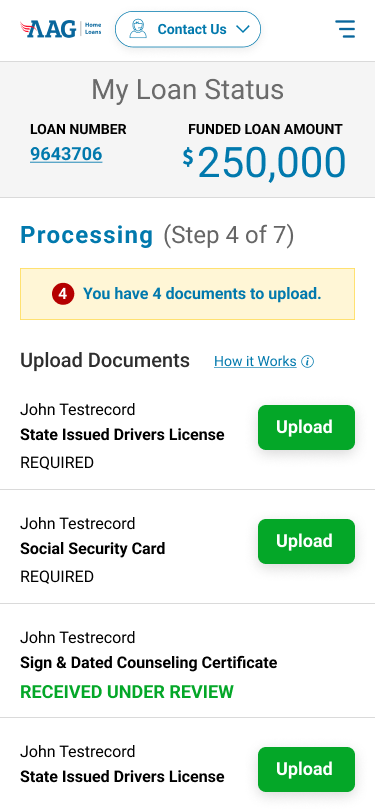 AAG Home Loans
Contact Us
My Loan Status
LOAN NUMBER
9643706
FUNDED LOAN AMOUNT
$250,000
Processing (Step 4 of 7)
4 You have 4 documents to upload.
Upload Documents
How it Works i
John Testrecord
State Issued Drivers License
REQUIRED
Upload
John Testrecord
Social Security Card
REQUIRED
Upload
John Testrecord
Sign & Dated Counseling Certificate
RECEIVED UNDER REVIEW
John Testrecord
State Issued Drivers License
Upload